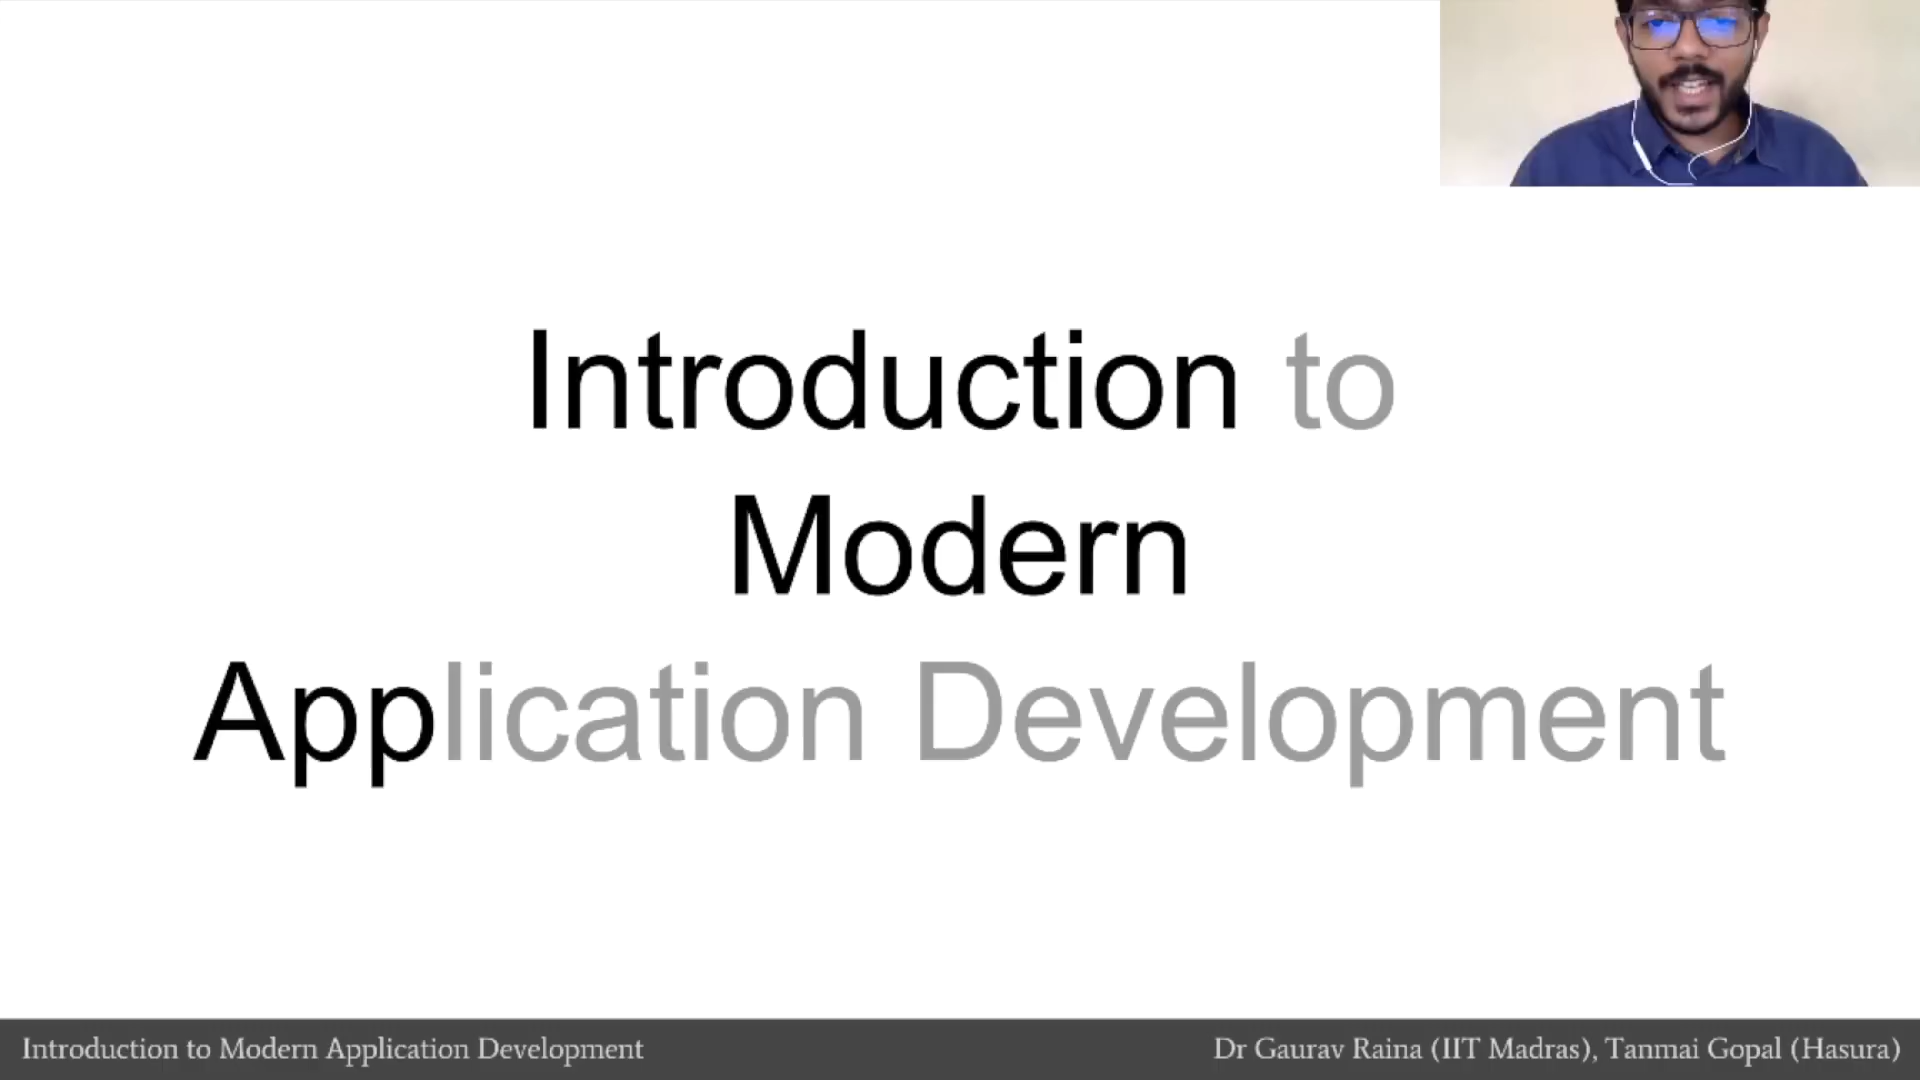 Introduction to
Modern
Application Development
Introduction to Modern Application Development
Dr Gaurav Raina (IIT Madras), Tanmai Gopal (Hasura)